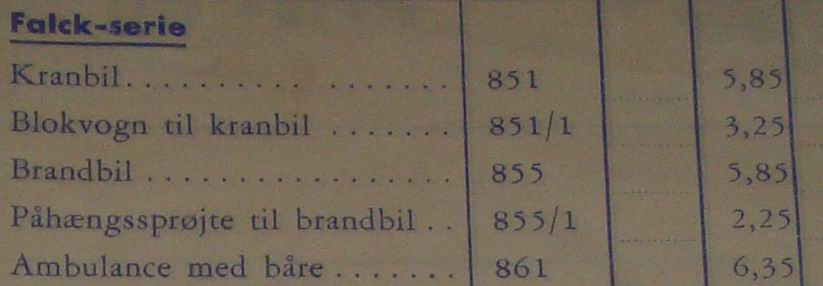 Falck-serie
Kranbil. . . . . . . . . . . . . . . . . 851 5,85
Blokvogn til kranbil . . . . . . . 851/1 3,25
Brandbil . . . . . . . . . . . . . . . . . 855 5,85
Påhængssprøjte til brandbil . . 855/1 2,25
Ambulance med båre . . . . . . . 861 6,35